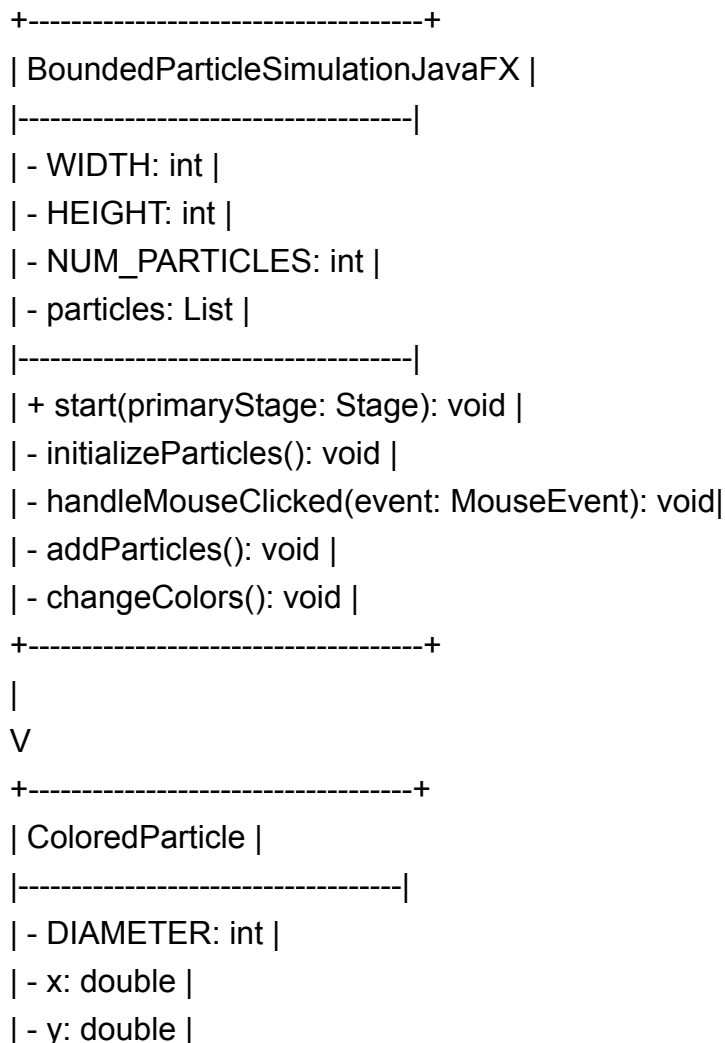 +-------------------------------------+
| BoundedParticleSimulationJavaFX |
|-------------------------------------|
| - WIDTH: int |
| - HEIGHT: int |
| - NUM_PARTICLES: int |
| - particles: List |
|-------------------------------------|
| + start(primaryStage: Stage): void |
| - initializeParticles(): void |
| - handleMouseClicked(event: MouseEvent): void|
| - addParticles(): void |
| - changeColors(): void |
+-------------------------------------+
|
V
+------------------------------------+
| ColoredParticle |
|------------------------------------|
| - DIAMETER: int |
| - x: double |
| - y: double |